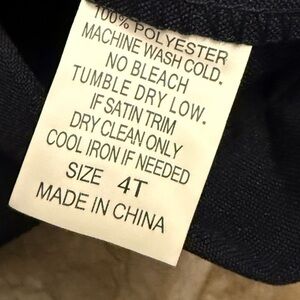 100% POLYESTER
MACHINE WASH COLD.
NO BLEACH
TUMBLE DRY LOW.
IF SATIN TRIM
DRY CLEAN ONLY
COOL IRON IF NEEDED
SIZE 4T
MADE IN CHINA